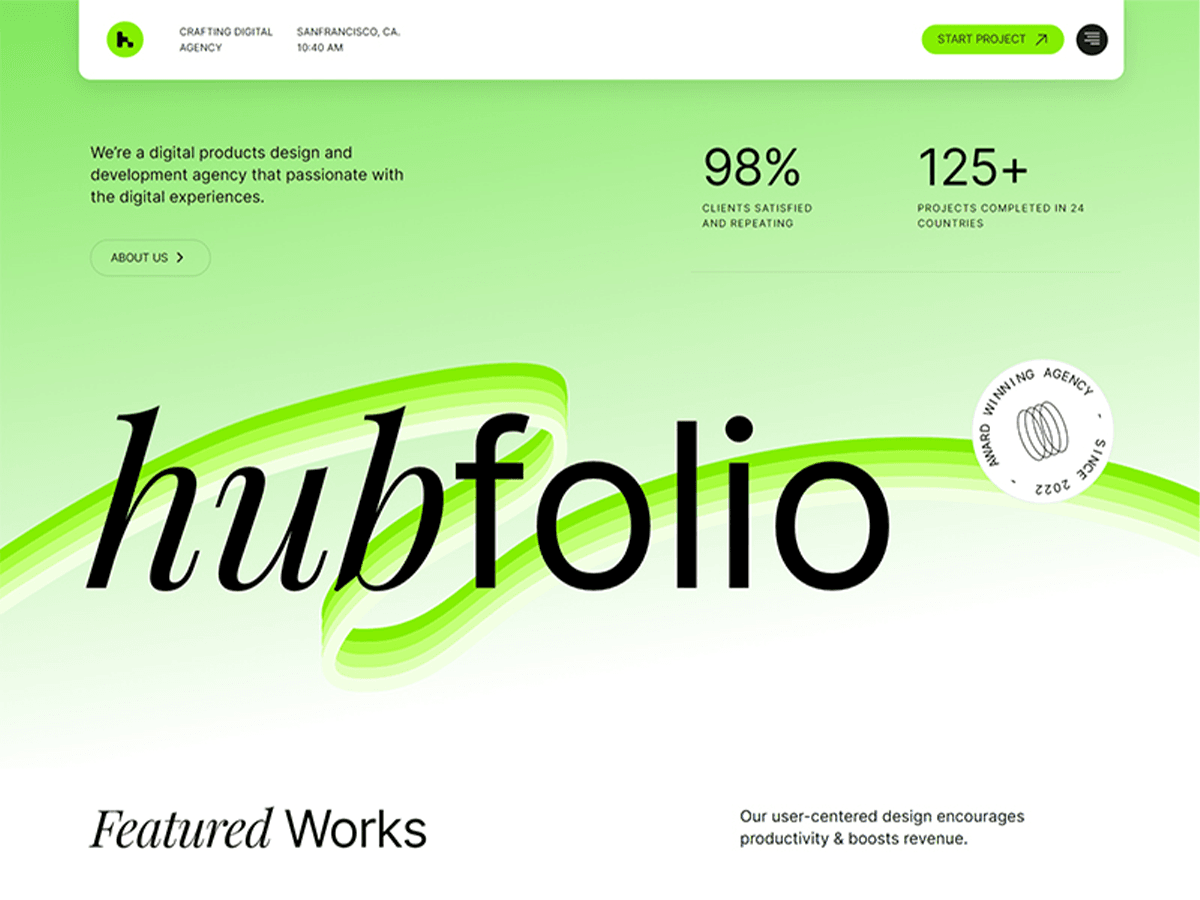 CRAFTING DIGITAL
AGENCY
SANFRANCISCO, CA.
10:40 AM
START PROJECT
We're a digital products design and
development agency that passionate with
the digital experiences.
ABOUT US
98%
CLIENTS SATISFIED
AND REPEATING
125+
PROJECTS COMPLETED IN 24
COUNTRIES
AWARD WINNING AGENCY - SINCE 2022 -
hubfolio
Featured Works
Our user-centered design encourages
productivity & boosts revenue.